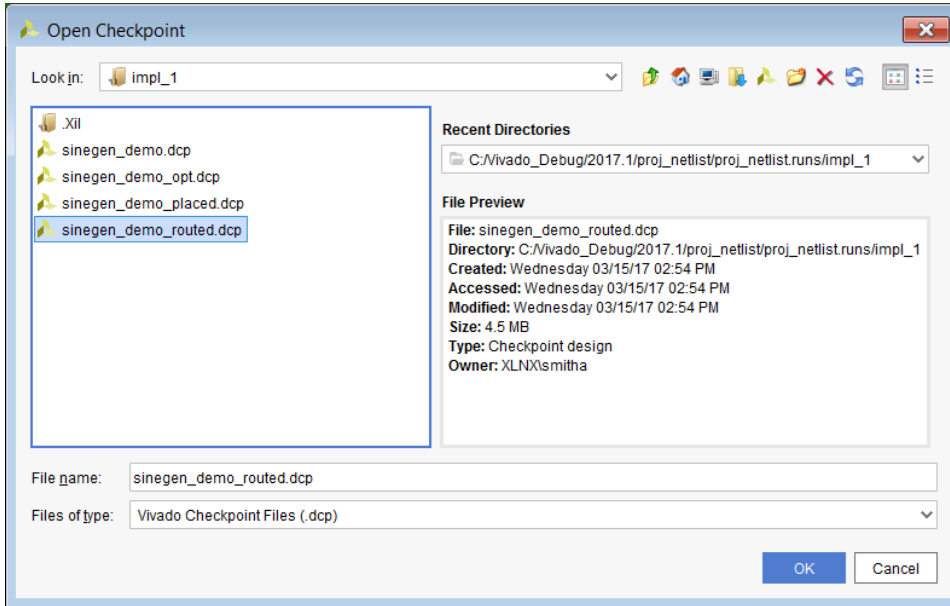 Open Checkpoint
Look in: impl_1
.Xil
sinegen_demo.dcp
sinegen_demo_opt.dcp
sinegen_demo_placed.dcp
sinegen_demo_routed.dcp
Recent Directories
C:/Vivado_Debug/2017.1/proj_netlist/proj_netlist.runs/impl_1
File Preview
File: sinegen_demo_routed.dcp
Directory: C:/Vivado_Debug/2017.1/proj_netlist/proj_netlist.runs/impl_1
Created: Wednesday 03/15/17 02:54 PM
Accessed: Wednesday 03/15/17 02:54 PM
Modified: Wednesday 03/15/17 02:54 PM
Size: 4.5 MB
Type: Checkpoint design
Owner: XLNX\smitha
File name: sinegen_demo_routed.dcp
Files of type: Vivado Checkpoint Files (.dcp)
OK Cancel